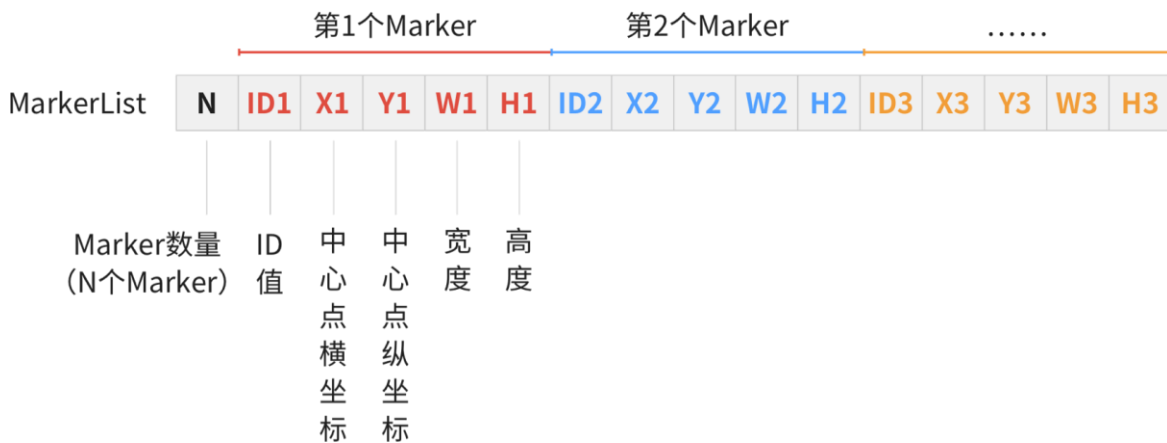 第1个Marker 第2个Marker ……
MarkerList N ID1 X1 Y1 W1 H1 ID2 X2 Y2 W2 H2 ID3 X3 Y3 W3 H3
Marker数量
（N个Marker）
ID
值
中心点横坐标
中心点纵坐标
宽度
高度